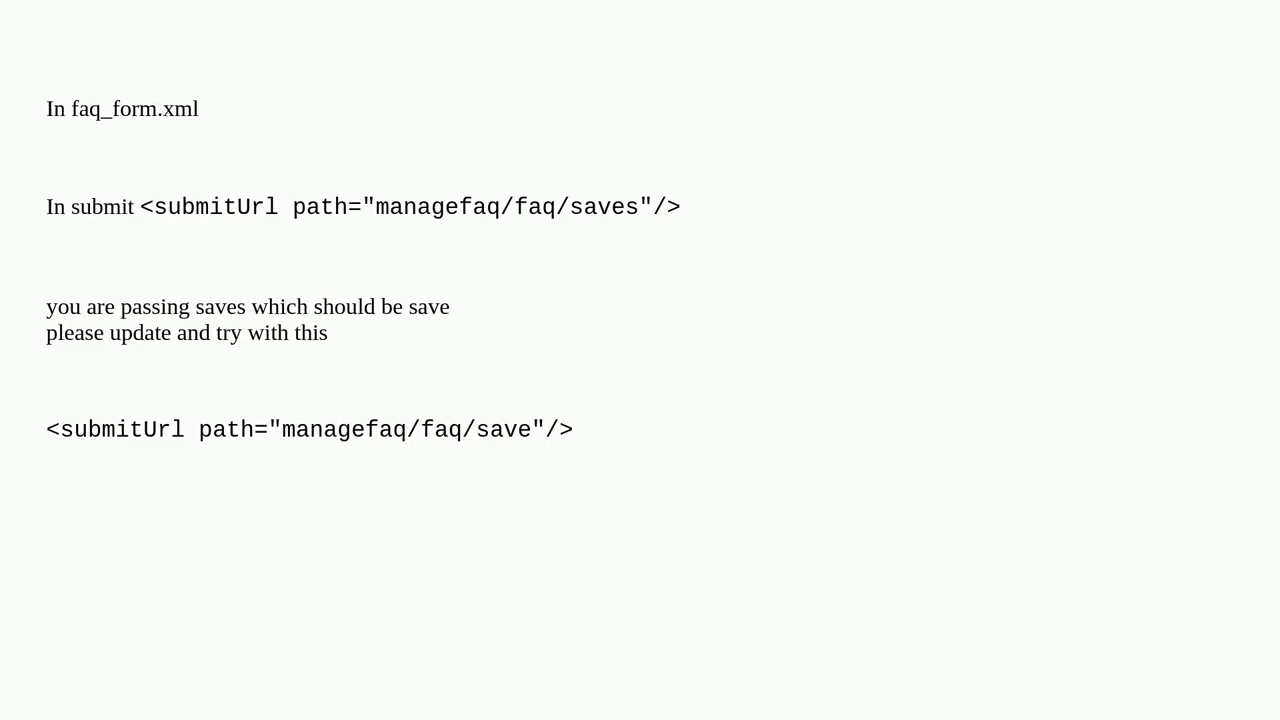 In faq_form.xml
In submit <submitUrl path="managefaq/faq/saves"/>
you are passing saves which should be save
please update and try with this
<submitUrl path="managefaq/faq/save"/>